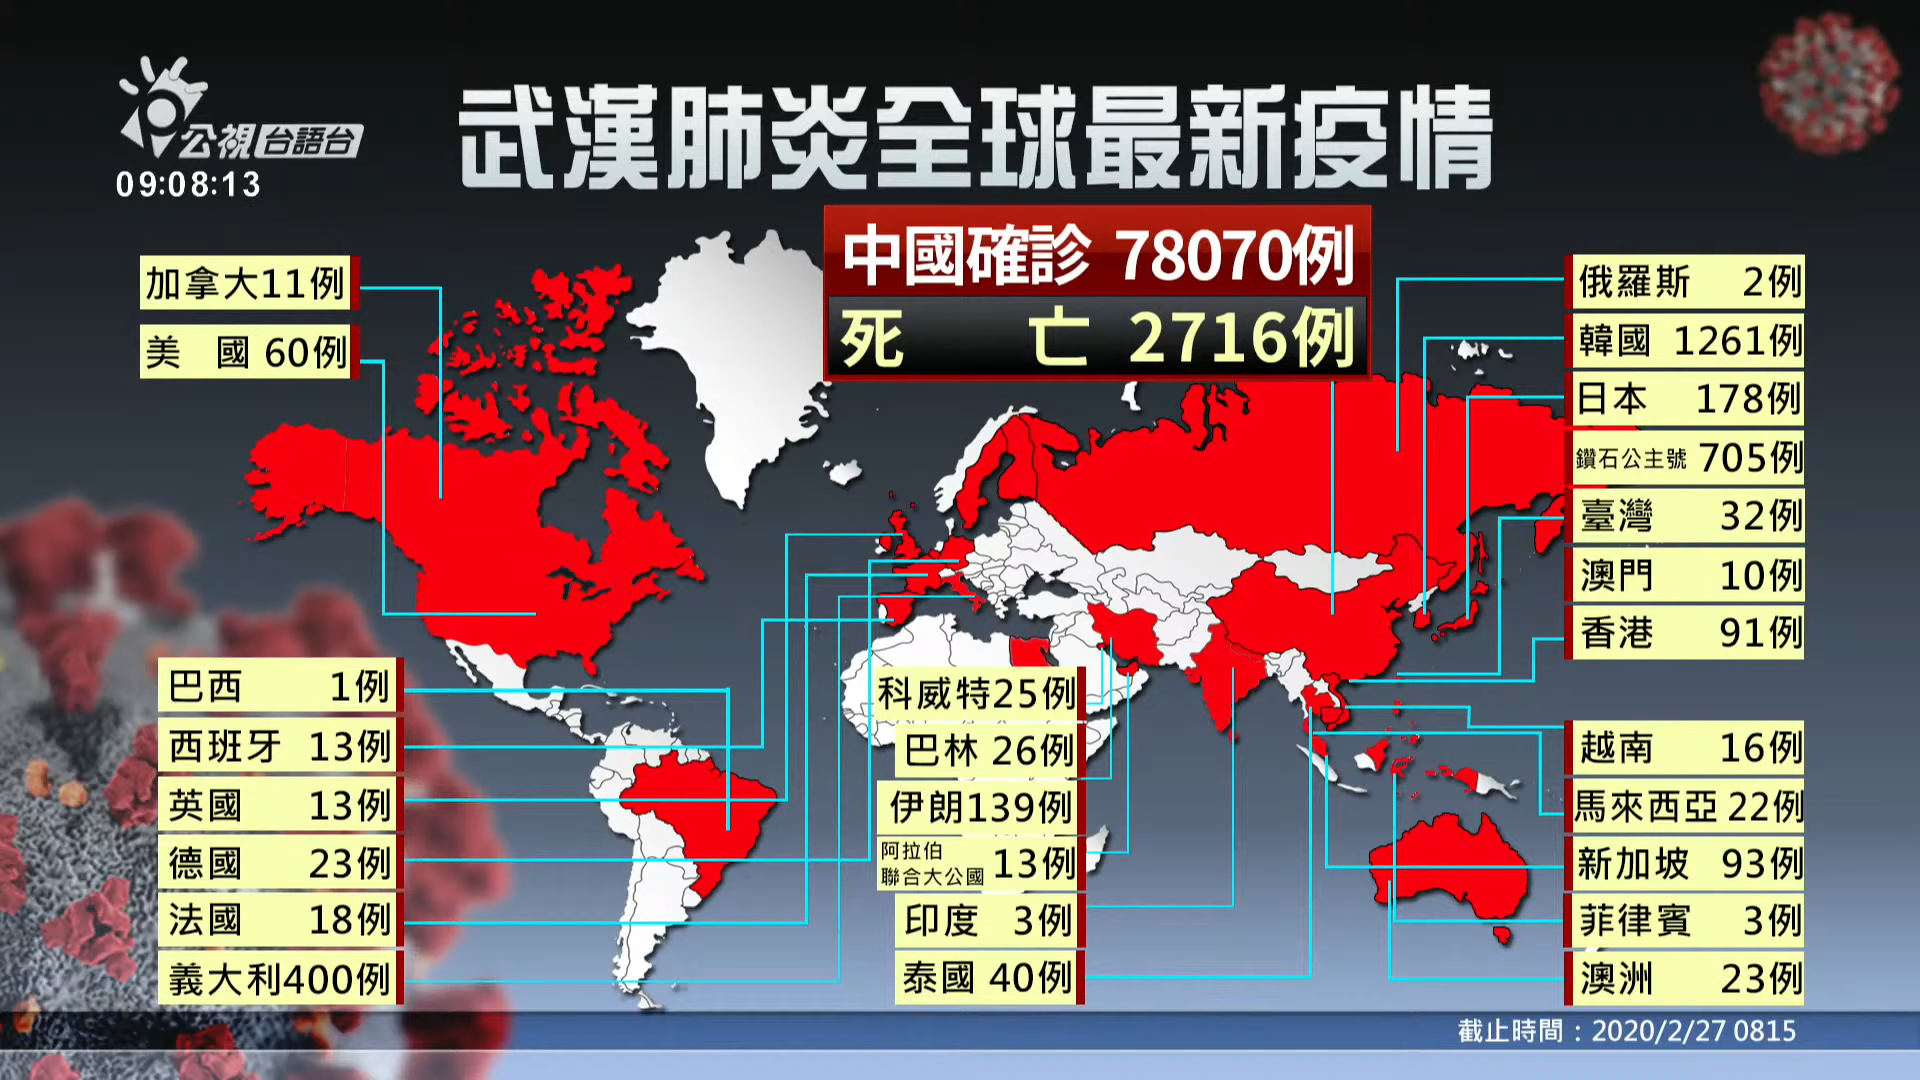 公視台語台
09:08:13
武漢肺炎全球最新疫情
中國確診 78070例
死亡 2716例
加拿大11例
美國 60例
巴西 1例
西班牙 13例
英國 13例
德國 23例
法國 18例
義大利400例
科威特25例
巴林 26例
伊朗139例
阿拉伯
聯合大公國 13例
印度 3例
泰國 40例
俄羅斯 2例
韓國 1261例
日本 178例
鑽石公主號 705例
臺灣 32例
澳門 10例
香港 91例
越南 16例
馬來西亞 22例
新加坡 93例
菲律賓 3例
澳洲 23例
截止時間：2020/2/27 0815